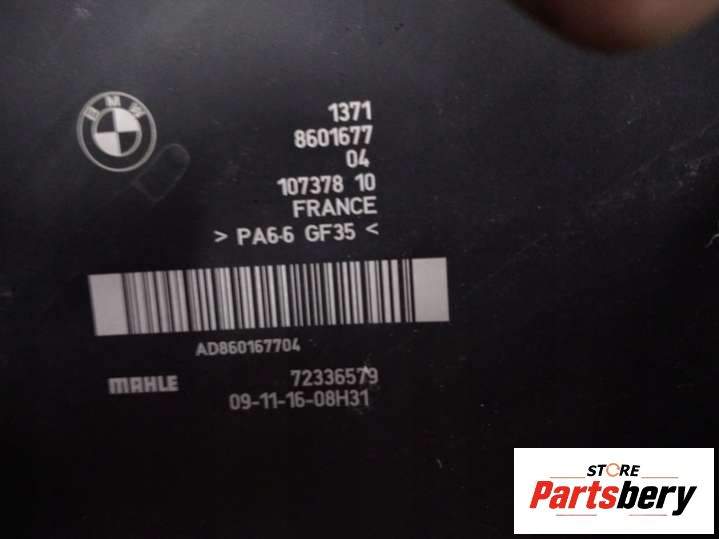 BMW
1371
8601677
04
107378 10
FRANCE
> PA6-6 GF35 <
AD860167704
MAHLE
72336579
09-11-16-08H31
STORE
Partsbery